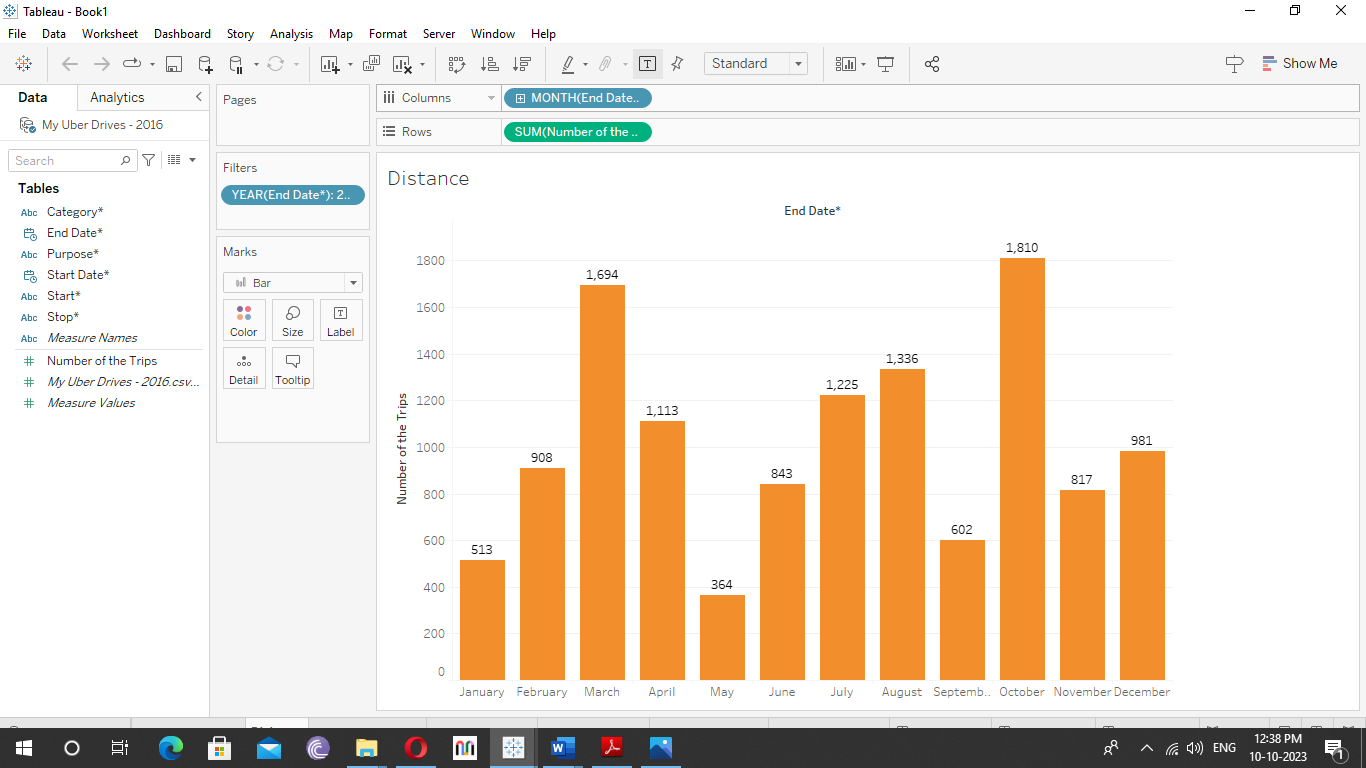 Tableau - Book1
File Data Worksheet Dashboard Story Analysis Map Format Server Window Help
Standard
Show Me
Data Analytics
My Uber Drives - 2016
Search
Tables
Abc Category*
End Date*
Abc Purpose*
Start Date*
Abc Start*
Abc Stop*
Abc Measure Names
# Number of the Trips
# My Uber Drives - 2016.csv...
# Measure Values
Pages
Filters
YEAR(End Date*): 2..
Marks
Bar
Color Size Label
Detail Tooltip
Columns MONTH(End Date..
Rows SUM(Number of the ..
Distance
End Date*
Number of the Trips
1800
1600
1400
1200
1000
800
600
400
200
0
513
908
1,694
1,113
364
843
1,225
1,336
602
1,810
817
981
January February March April May June July August Septemb.. October November December
ENG
12:38 PM
10-10-2023
1